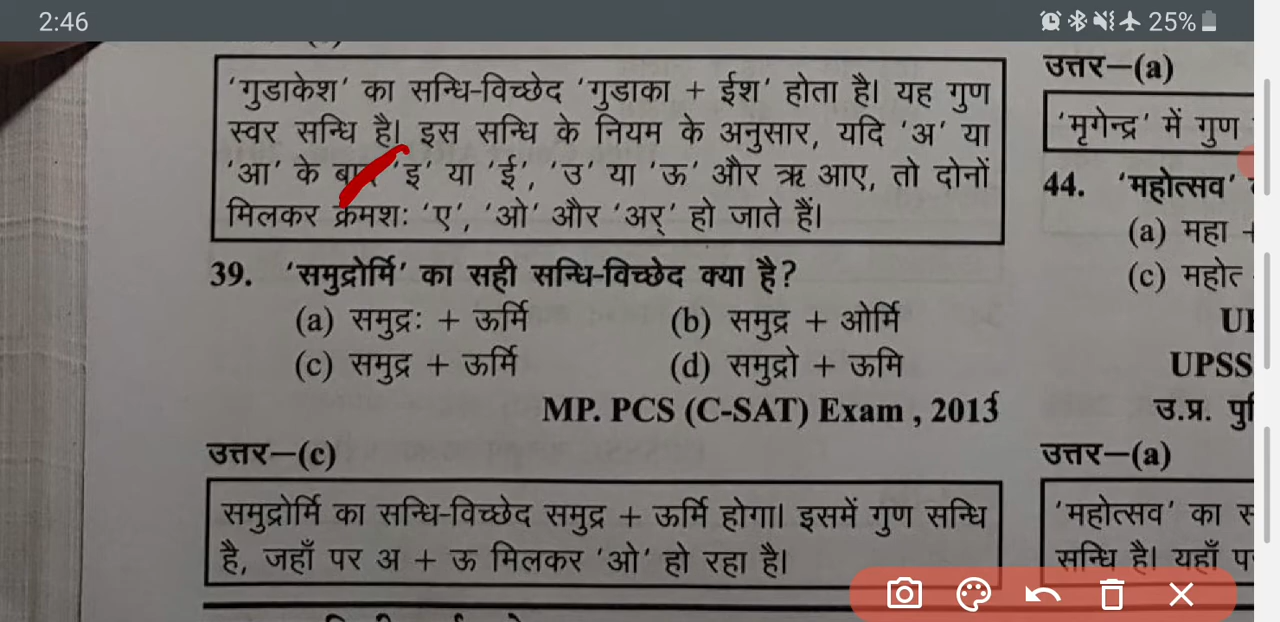 2:46
25%
'गुडाकेश' का सन्धि-विच्छेद 'गुडाका + ईश' होता है। यह गुण
स्वर सन्धि है। इस सन्धि के नियम के अनुसार, यदि 'अ' या
'आ' के बाद 'इ' या 'ई', 'उ' या 'ऊ' और ऋ आए, तो दोनों
मिलकर क्रमशः 'ए', 'ओ' और 'अर्' हो जाते हैं।
39. 'समुद्रोर्मि' का सही सन्धि-विच्छेद क्या है?
(a) समुद्रः + ऊर्मि (b) समुद्र + ओर्मि
(c) समुद्र + ऊर्मि (d) समुद्रो + ऊमि
MP. PCS (C-SAT) Exam , 2013
उत्तर–(c)
समुद्रोर्मि का सन्धि-विच्छेद समुद्र + ऊर्मि होगा। इसमें गुण सन्धि
है, जहाँ पर अ + ऊ मिलकर 'ओ' हो रहा है।
उत्तर–(a)
'मृगेन्द्र' में गुण
44. 'महोत्सव'
(a) महा +
(c) महोत
UPSS
उ.प्र.
उत्तर–(a)
'महोत्सव' का
सन्धि है। यहाँ